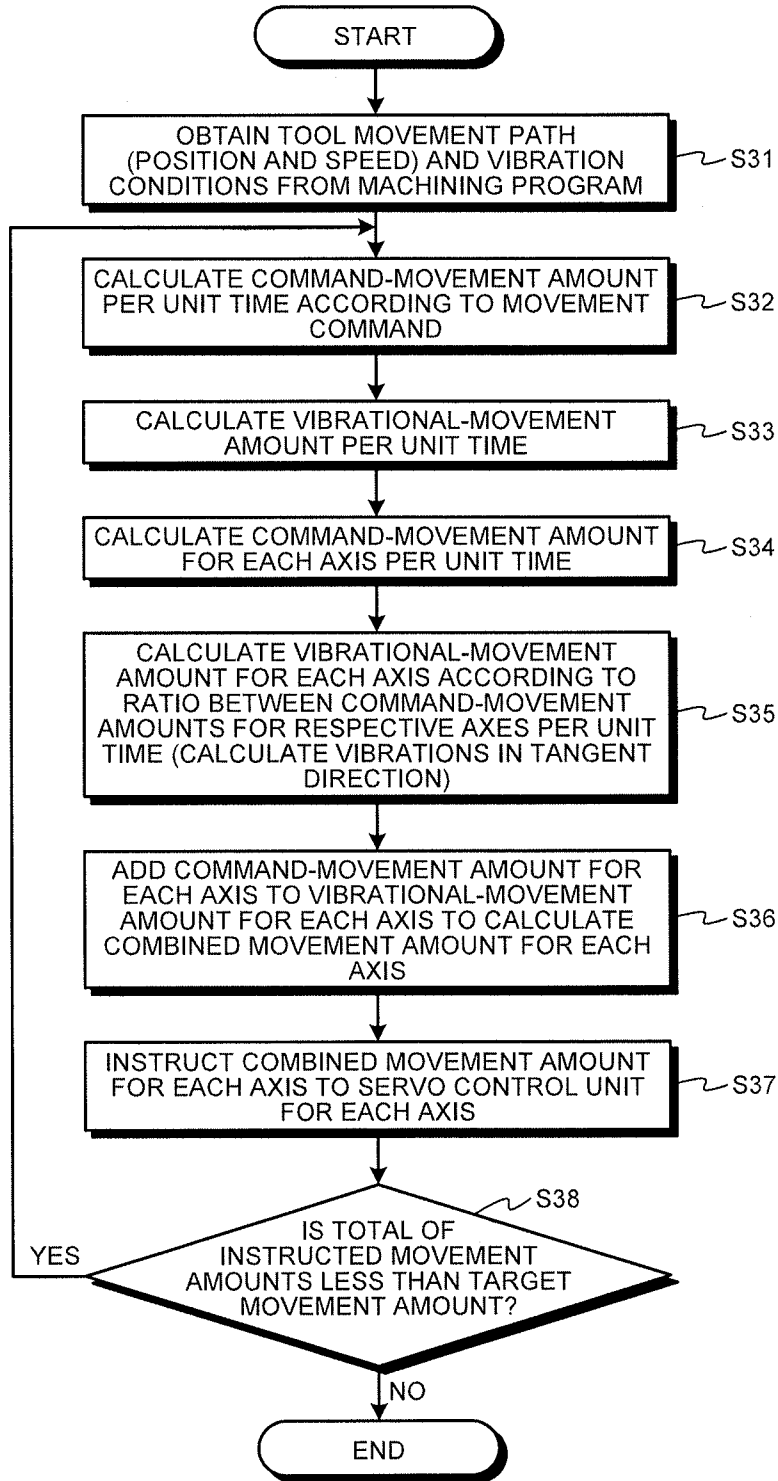 START
OBTAIN TOOL MOVEMENT PATH
(POSITION AND SPEED) AND VIBRATION
CONDITIONS FROM MACHINING PROGRAM
S31
CALCULATE COMMAND-MOVEMENT AMOUNT
PER UNIT TIME ACCORDING TO MOVEMENT
COMMAND
S32
CALCULATE VIBRATIONAL-MOVEMENT
AMOUNT PER UNIT TIME
S33
CALCULATE COMMAND-MOVEMENT AMOUNT
FOR EACH AXIS PER UNIT TIME
S34
CALCULATE VIBRATIONAL-MOVEMENT
AMOUNT FOR EACH AXIS ACCORDING TO
RATIO BETWEEN COMMAND-MOVEMENT
AMOUNTS FOR RESPECTIVE AXES PER UNIT
TIME (CALCULATE VIBRATIONS IN TANGENT
DIRECTION)
S35
ADD COMMAND-MOVEMENT AMOUNT FOR
EACH AXIS TO VIBRATIONAL-MOVEMENT
AMOUNT FOR EACH AXIS TO CALCULATE
COMBINED MOVEMENT AMOUNT FOR EACH
AXIS
S36
INSTRUCT COMBINED MOVEMENT AMOUNT
FOR EACH AXIS TO SERVO CONTROL UNIT
FOR EACH AXIS
S37
S38
IS TOTAL OF
INSTRUCTED MOVEMENT
AMOUNTS LESS THAN TARGET
MOVEMENT AMOUNT?
YES
NO
END